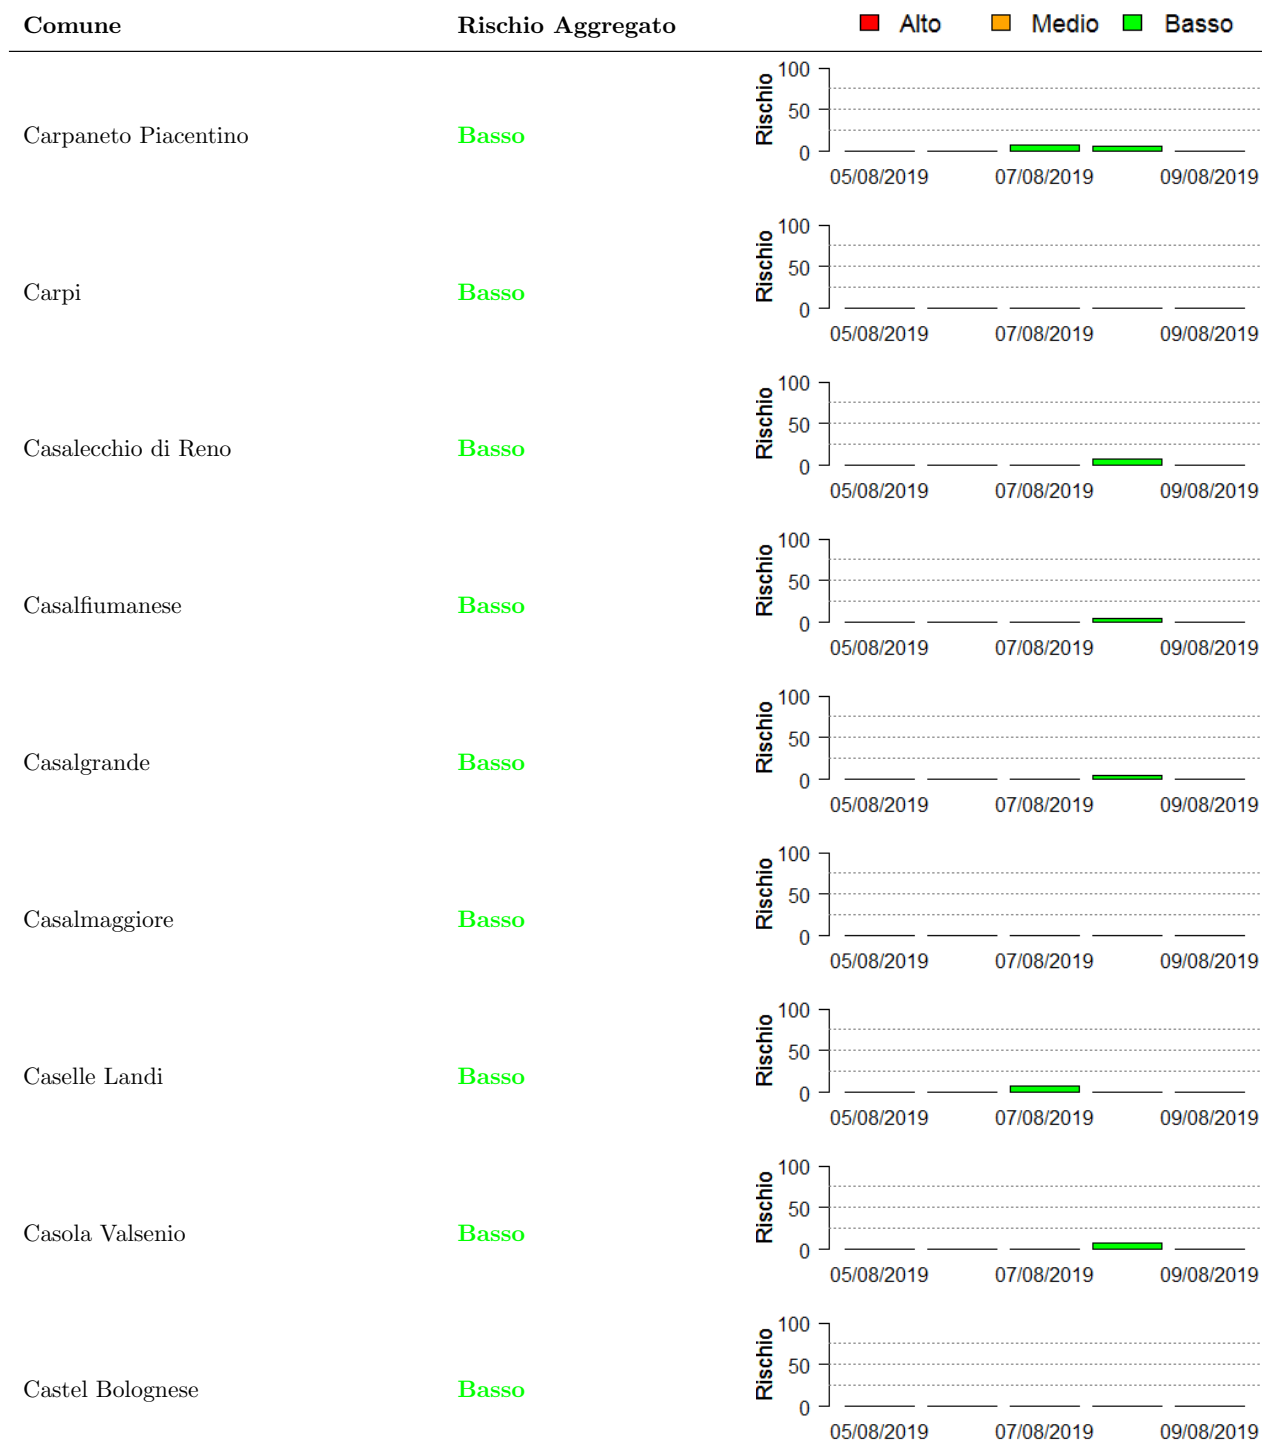 Comune Rischio Aggregato Alto Medio Basso
Carpaneto Piacentino Basso
Rischio
100
50
0
05/08/2019 07/08/2019 09/08/2019
Carpi Basso
Rischio
100
50
0
05/08/2019 07/08/2019 09/08/2019
Casalecchio di Reno Basso
Rischio
100
50
0
05/08/2019 07/08/2019 09/08/2019
Casalfiumanese Basso
Rischio
100
50
0
05/08/2019 07/08/2019 09/08/2019
Casalgrande Basso
Rischio
100
50
0
05/08/2019 07/08/2019 09/08/2019
Casalmaggiore Basso
Rischio
100
50
0
05/08/2019 07/08/2019 09/08/2019
Caselle Landi Basso
Rischio
100
50
0
05/08/2019 07/08/2019 09/08/2019
Casola Valsenio Basso
Rischio
100
50
0
05/08/2019 07/08/2019 09/08/2019
Castel Bolognese Basso
Rischio
100
50
0
05/08/2019 07/08/2019 09/08/2019